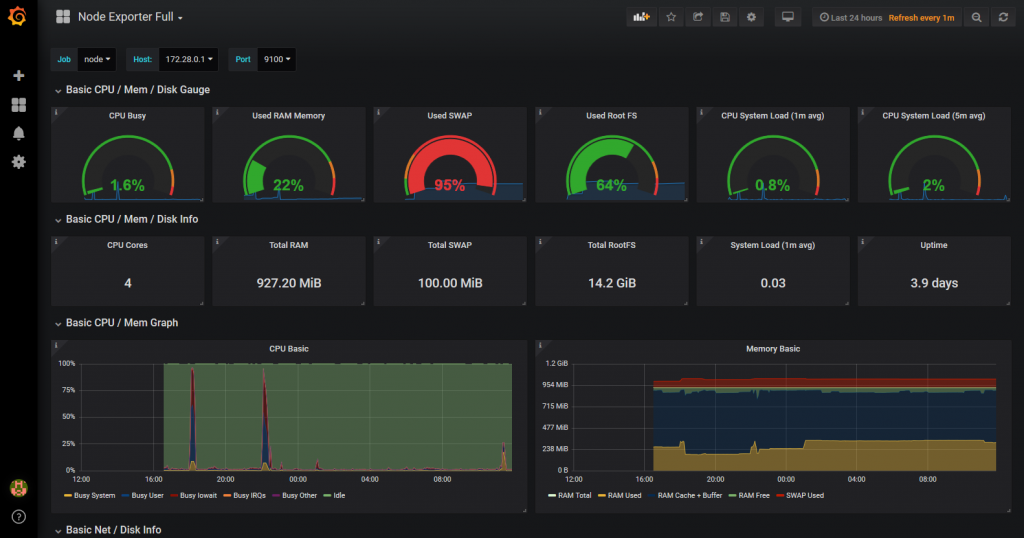 Node Exporter Full
Last 24 hours Refresh every 1m
Job node Host: 172.28.0.1 Port 9100
Basic CPU / Mem / Disk Gauge
CPU Busy
1.6%
Used RAM Memory
22%
Used SWAP
95%
Used Root FS
64%
CPU System Load (1m avg)
0.8%
CPU System Load (5m avg)
2%
Basic CPU / Mem / Disk Info
CPU Cores
4
Total RAM
927.20 MiB
Total SWAP
100.00 MiB
Total RootFS
14.2 GiB
System Load (1m avg)
0.03
Uptime
3.9 days
Basic CPU / Mem Graph
CPU Basic
100%
75%
50%
25%
0%
12:00 16:00 20:00 00:00 04:00 08:00
Busy System Busy User Busy Iowait Busy IRQs Busy Other Idle
Memory Basic
1.2 GiB
954 MiB
715 MiB
477 MiB
238 MiB
0 B
12:00 16:00 20:00 00:00 04:00 08:00
RAM Total RAM Used RAM Cache + Buffer RAM Free SWAP Used
Basic Net / Disk Info